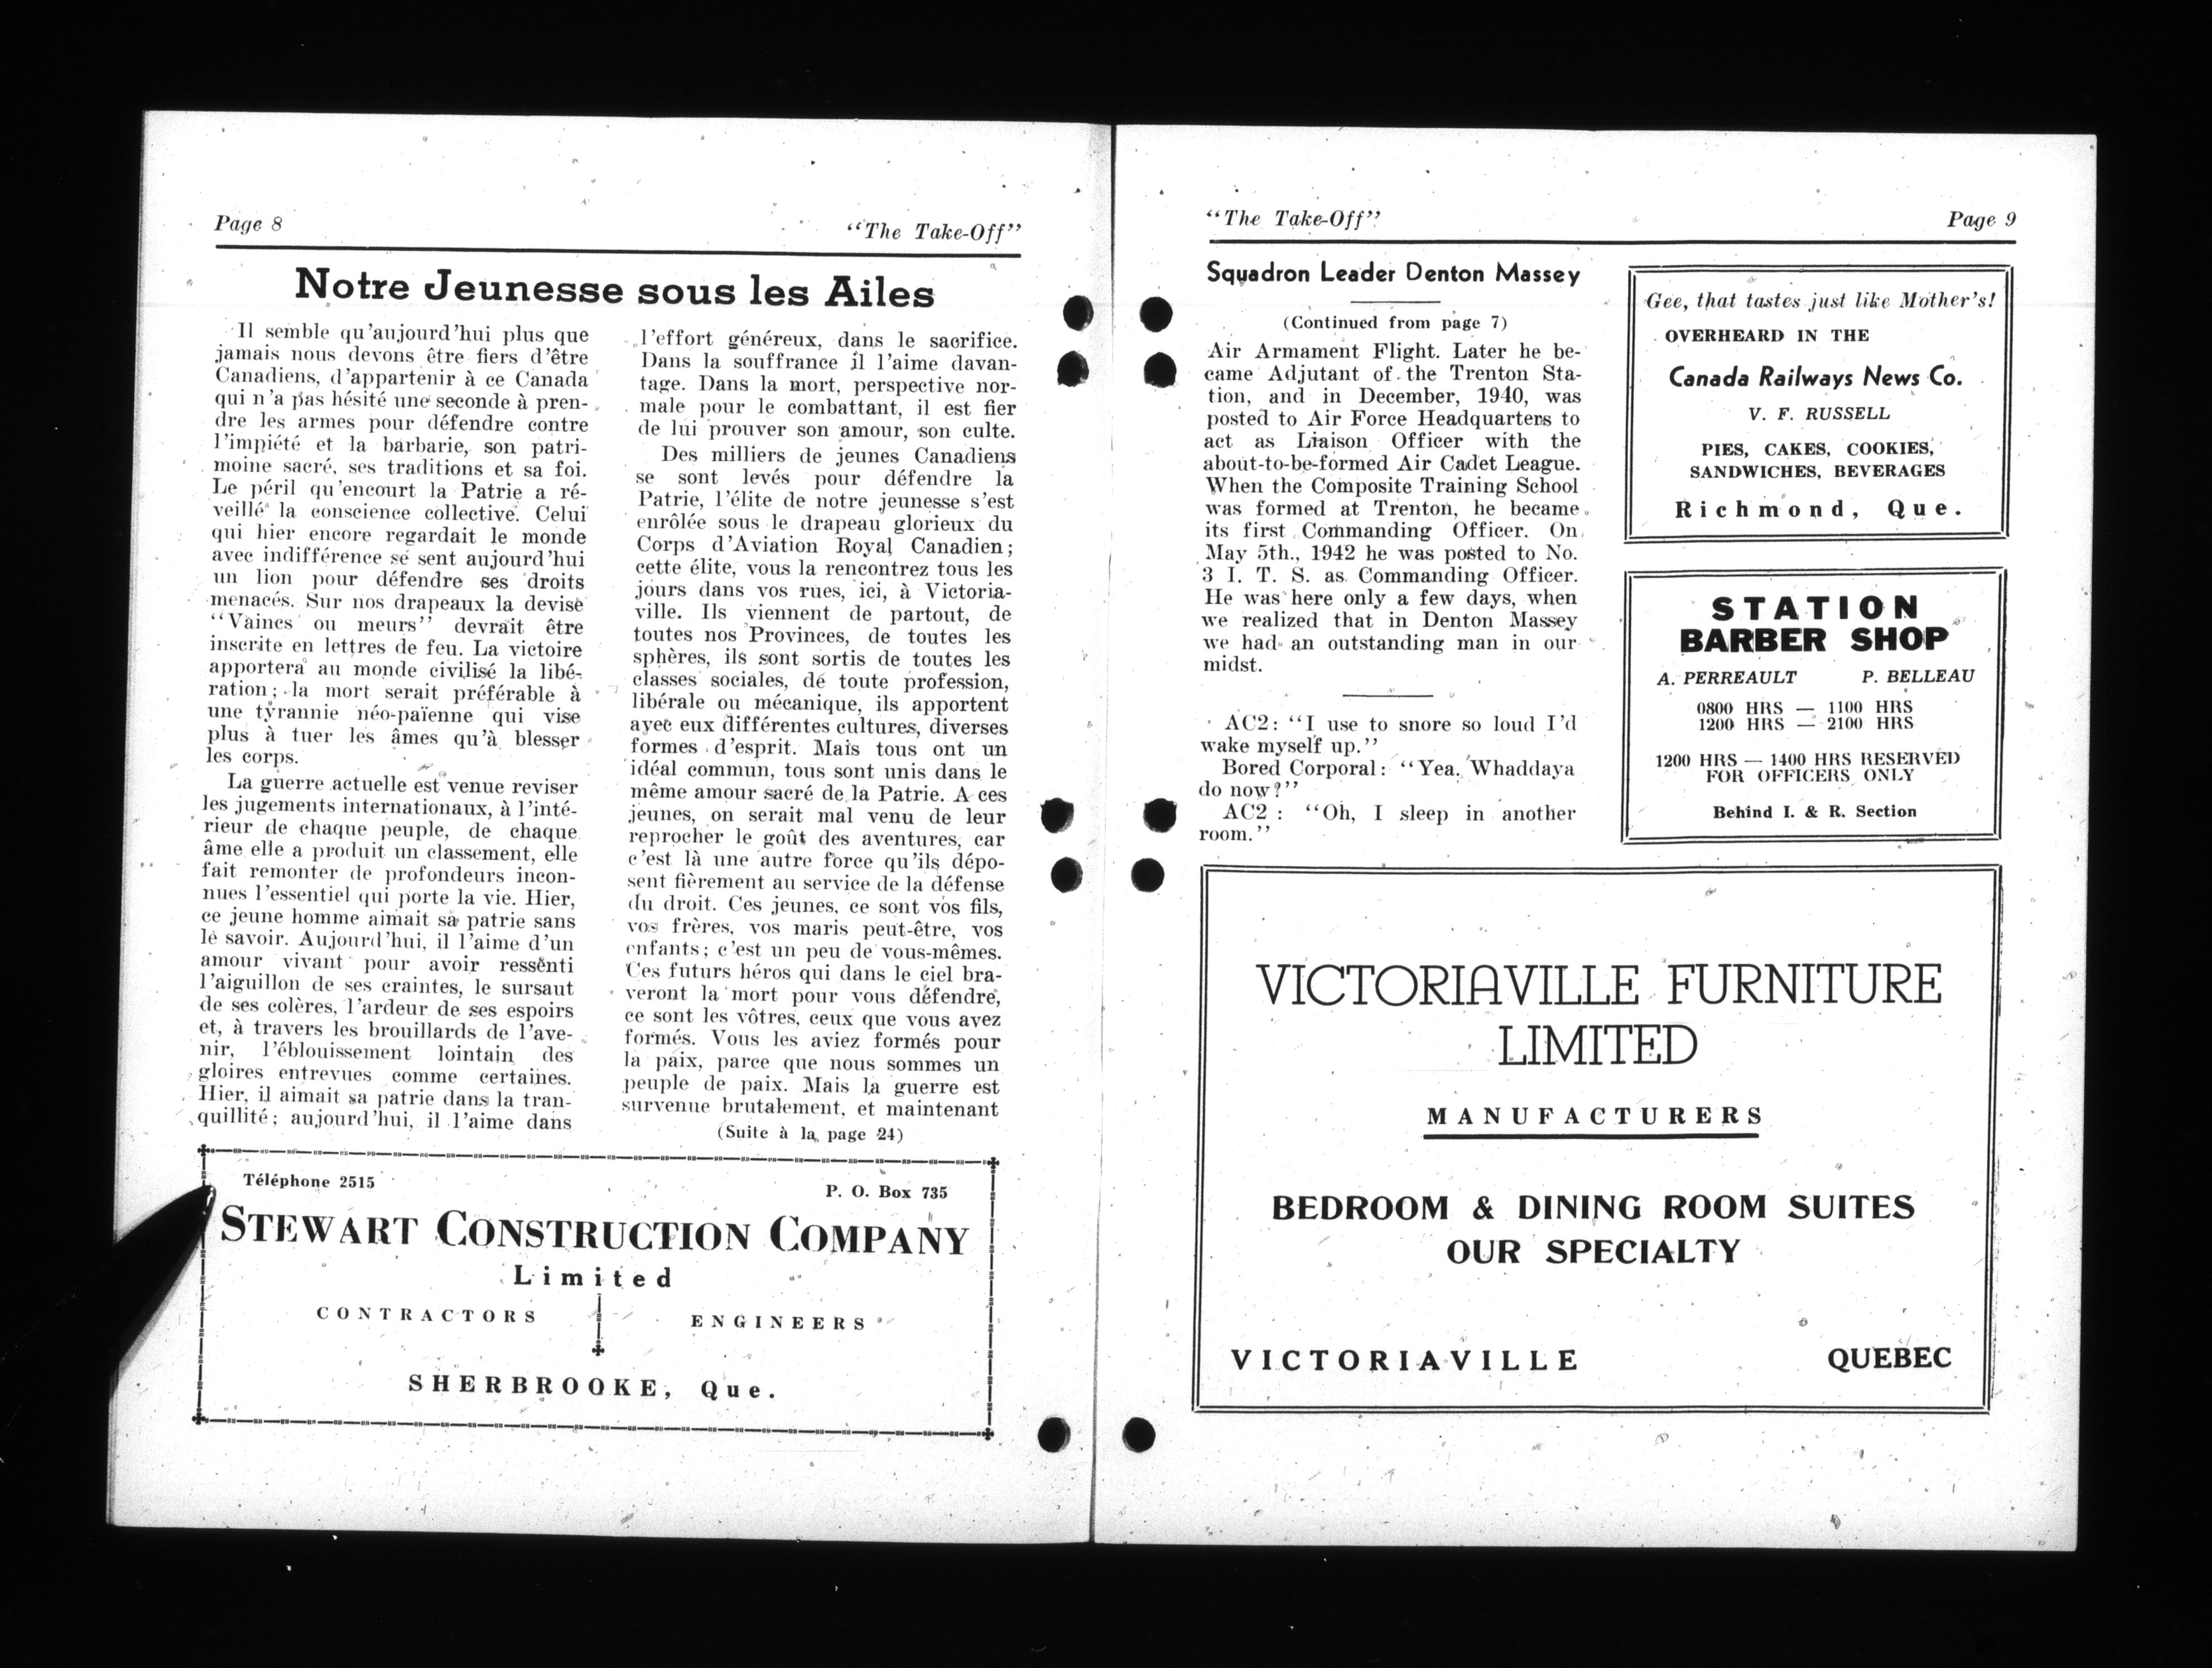 Page 8
"The Take-Off"
Notre Jeunesse sous les Ailes
Il semble qu'aujourd'hui plus que
jamais nous devons être fiers d'être
Canadiens, d'appartenir à ce Canada
qui n'a pas hésité une seconde à pren-
dre les armes pour défendre contre
l'impiété et la barbarie, son patri-
moine sacré, ses traditions et sa foi.
Le péril qu'encourt la Patrie a ré-
veillé la conscience collective. Celui
qui hier encore regardait le monde
avec indifférence se sent aujourd'hui
un lion pour défendre ses droits
menacés. Sur nos drapeaux la devise
"Vaincs ou meurs" devrait être
inscrite en lettres de feu. La victoire
apportera au monde civilisé la libé-
ration; la mort serait préférable à
une tyrannie néo-païenne qui vise
plus à tuer les âmes qu'à blesser
les corps.
La guerre actuelle est venue reviser
les jugements internationaux, à l'inté-
rieur de chaque peuple, de chaque
âme elle a produit un classement, elle
fait remonter de profondeurs incon-
nues l'essentiel qui porte la vie. Hier,
ce jeune homme aimait sa patrie sans
le savoir. Aujourd'hui, il l'aime d'un
amour vivant pour avoir ressenti
l'aiguillon de ses craintes, le sursaut
de ses colères, l'ardeur de ses espoirs
et, à travers les brouillards de l'ave-
nir, l'éblouissement lointain des
gloires entrevues comme certaines.
Hier, il aimait sa patrie dans la tran-
quillité; aujourd'hui, il l'aime dans
l'effort généreux, dans le sacrifice.
Dans la souffrance il l'aime davan-
tage. Dans la mort, perspective nor-
male pour le combattant, il est fier
de lui prouver son amour, son culte.
Des milliers de jeunes Canadiens
se sont levés pour défendre la
Patrie, l'élite de notre jeunesse s'est
enrôlée sous le drapeau glorieux du
Corps d'Aviation Royal Canadien;
cette élite, vous la rencontrez tous les
jours dans vos rues, ici, à Victoria-
ville. Ils viennent de partout, de
toutes nos Provinces, de toutes les
sphères, ils sont sortis de toutes les
classes sociales, de toute profession,
libérale ou mécanique, ils apportent
avec eux différentes cultures, diverses
formes d'esprit. Mais tous ont un
idéal commun, tous sont unis dans le
même amour sacré de la Patrie. A ces
jeunes, on serait mal venu de leur
reprocher le goût des aventures, car
c'est là une autre force qu'ils dépo-
sent fièrement au service de la défense
du droit. Ces jeunes, ce sont vos fils,
vos frères, vos maris peut-être, vos
enfants; c'est un peu de vous-mêmes.
Ces futurs héros qui dans le ciel bra-
veront la mort pour vous défendre,
ce sont les vôtres, ceux que vous avez
formés. Vous les aviez formés pour
la paix, parce que nous sommes un
peuple de paix. Mais la guerre est
survenue brutalement, et maintenant
(Suite à la page 24)
Téléphone 2515
P. O. Box 735
STEWART CONSTRUCTION COMPANY
Limited
CONTRACTORS
ENGINEERS
SHERBROOKE, Que.
"The Take-Off"
Page 9
Squadron Leader Denton Massey
(Continued from page 7)
Air Armament Flight. Later he be-
came Adjutant of the Trenton Sta-
tion, and in December, 1940, was
posted to Air Force Headquarters to
act as Liaison Officer with the
about-to-be-formed Air Cadet League.
When the Composite Training School
was formed at Trenton, he became
its first Commanding Officer. On
May 5th., 1942 he was posted to No.
3 I. T. S. as Commanding Officer.
He was here only a few days, when
we realized that in Denton Massey
we had an outstanding man in our
midst.
AC2: "I use to snore so loud I'd
wake myself up."
Bored Corporal: "Yea. Whaddaya
do now?"
AC2 : "Oh, I sleep in another
room."
Gee, that tastes just like Mother's!
OVERHEARD IN THE
Canada Railways News Co.
V. F. RUSSELL
PIES, CAKES, COOKIES,
SANDWICHES, BEVERAGES
Richmond, Que.
STATION
BARBER SHOP
A. PERREAULT P. BELLEAU
0800 HRS — 1100 HRS
1200 HRS — 2100 HRS
1200 HRS — 1400 HRS RESERVED
FOR OFFICERS ONLY
Behind I. & R. Section
VICTORIAVILLE FURNITURE
LIMITED
MANUFACTURERS
BEDROOM & DINING ROOM SUITES
OUR SPECIALTY
VICTORIAVILLE
QUEBEC